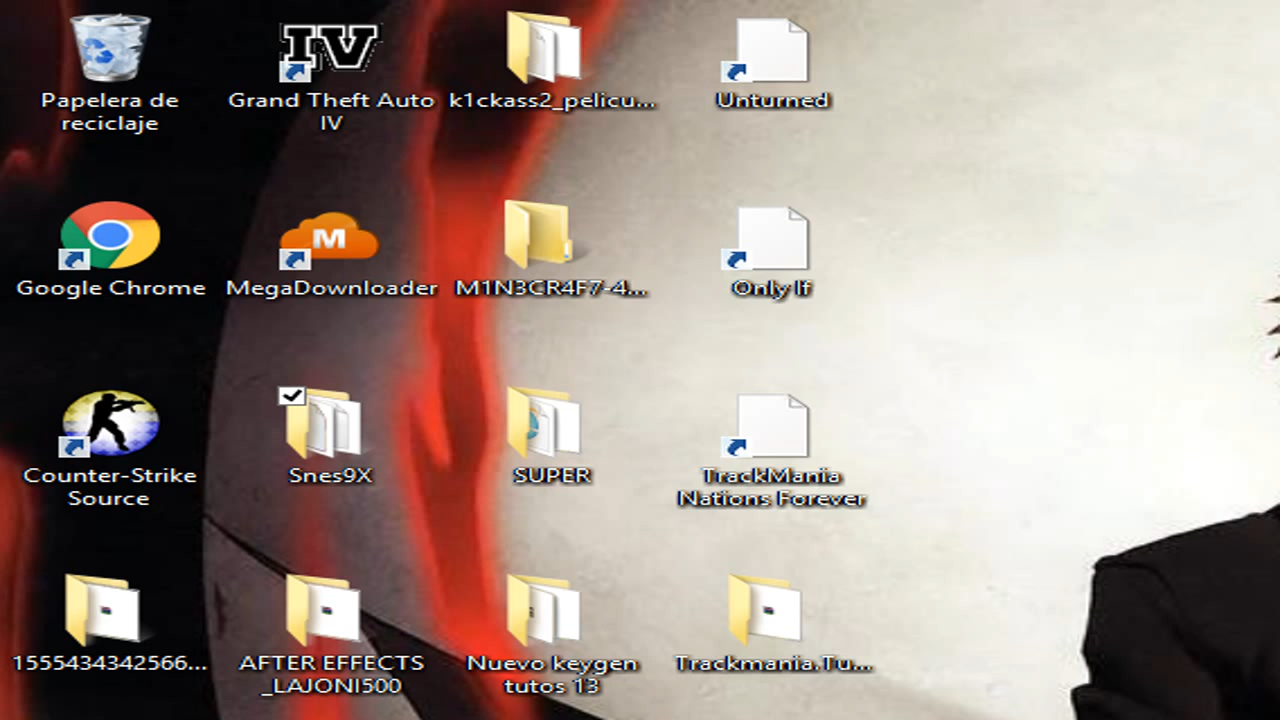 IV
Papelera de
reciclaje
Grand Theft Auto
IV
k1ckass2_pelicu...
Unturned
M
Google Chrome
MegaDownloader
M1N3CR4F7-4...
Only If
Counter-Strike
Source
Snes9X
SUPER
TrackMania
Nations Forever
1555434342566...
AFTER EFFECTS
_LAJONI500
Nuevo keygen
tutos 13
Trackmania.Tu...